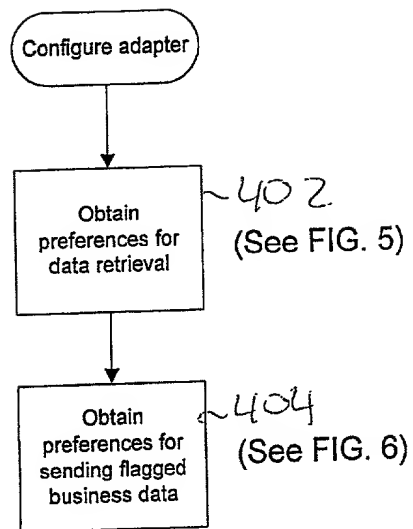 Configure adapter
Obtain
preferences for
data retrieval
402
(See FIG. 5)
Obtain
preferences for
sending flagged
business data
404
(See FIG. 6)